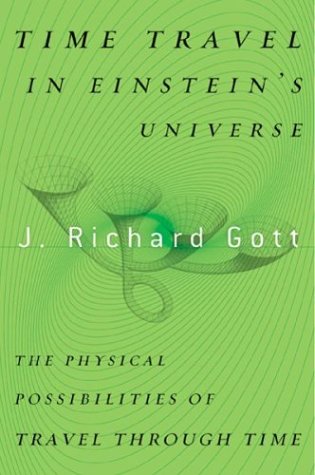 TIME TRAVEL
IN EINSTEIN'S
UNIVERSE
J. Richard Gott
THE PHYSICAL
POSSIBILITIES OF
TRAVEL THROUGH TIME